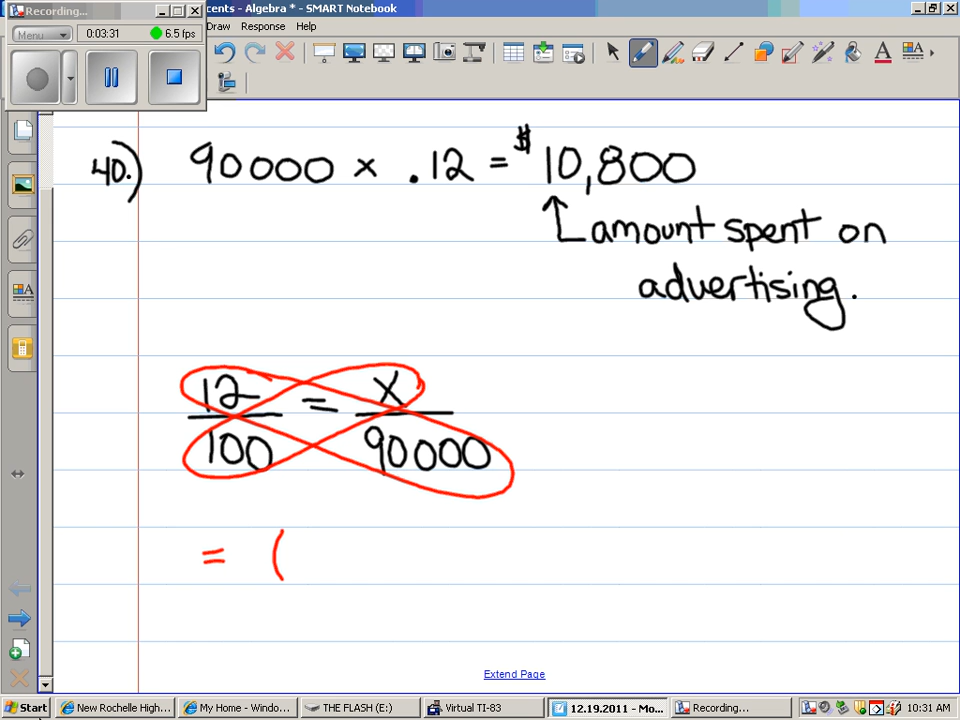 Recording...
cents - Algebra * - SMART Notebook
Menu
0:03:31
6.5 fps
Draw Response Help
40.) 90000 x .12 = $10,800
amount spent on
advertising.
12 = X
100 90000
= (
Extend Page
Start
New Rochelle High...
My Home - Windo...
THE FLASH (E:)
Virtual TI-83
12.19.2011 - Mo...
Recording...
10:31 AM